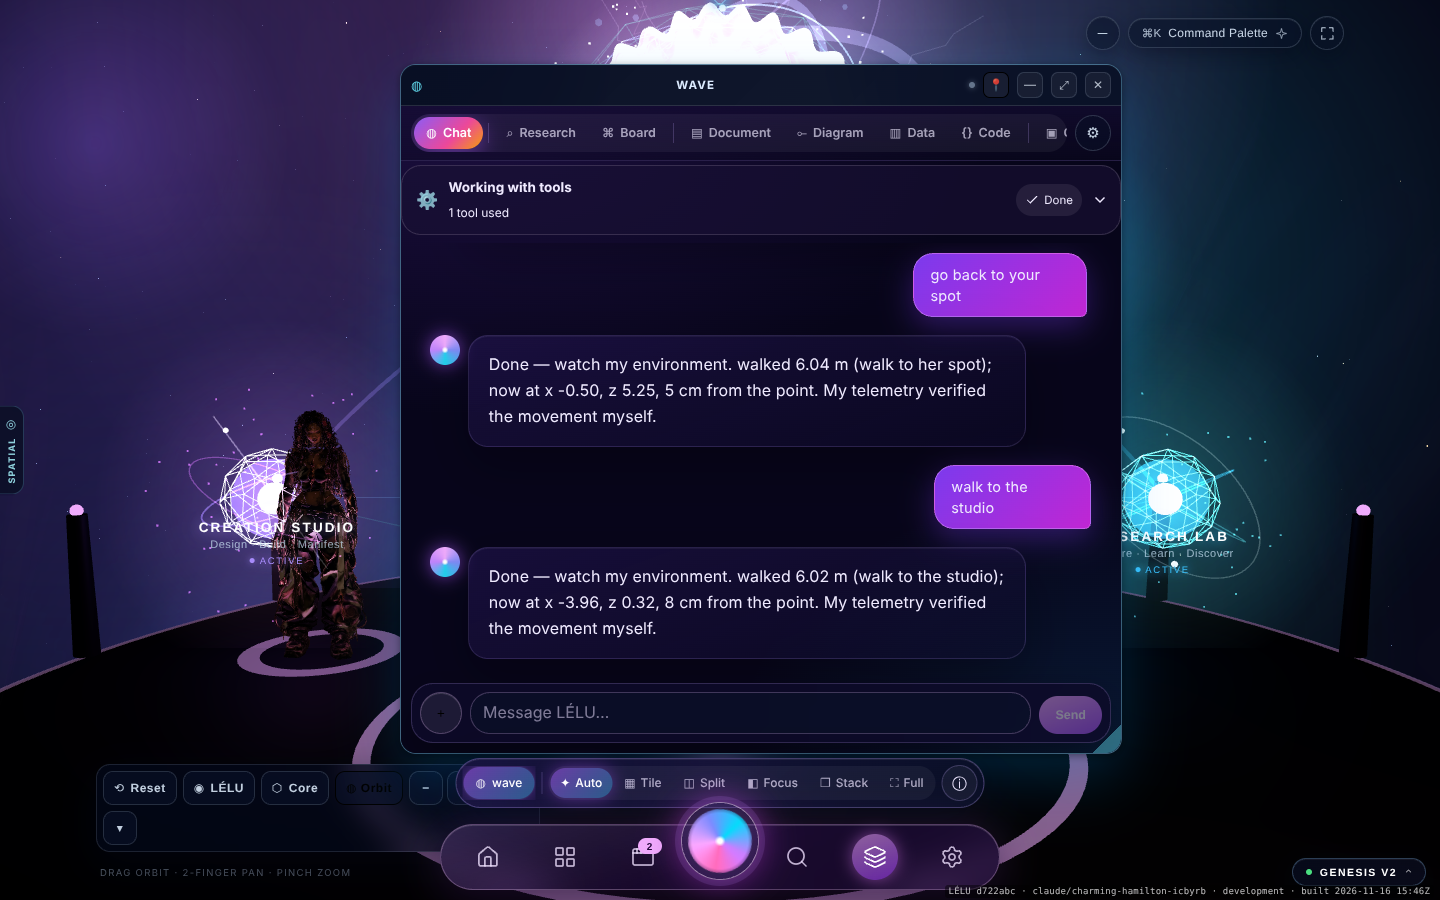 ⌘K Command Palette
WAVE
Chat
Research
Board
Document
Diagram
Data
{} Code
Working with tools
1 tool used
Done
go back to your
spot
Done — watch my environment. walked 6.04 m (walk to her spot);
now at x -0.50, z 5.25, 5 cm from the point. My telemetry verified
the movement myself.
walk to the
studio
Done — watch my environment. walked 6.02 m (walk to the studio);
now at x -3.96, z 0.32, 8 cm from the point. My telemetry verified
the movement myself.
Message LÉLU...
Send
SPATIAL
CREATION STUDIO
Design · Build · Manifest
ACTIVE
SEARCH LAB
re · Learn · Discover
ACTIVE
Reset
LÉLU
Core
Orbit
wave
Auto
Tile
Split
Focus
Stack
Full
2
DRAG ORBIT · 2-FINGER PAN · PINCH ZOOM
GENESIS V2
LÉLU d722abc · claude/charming-hamilton-icbyrb · development · built 2026-11-16 15:46Z